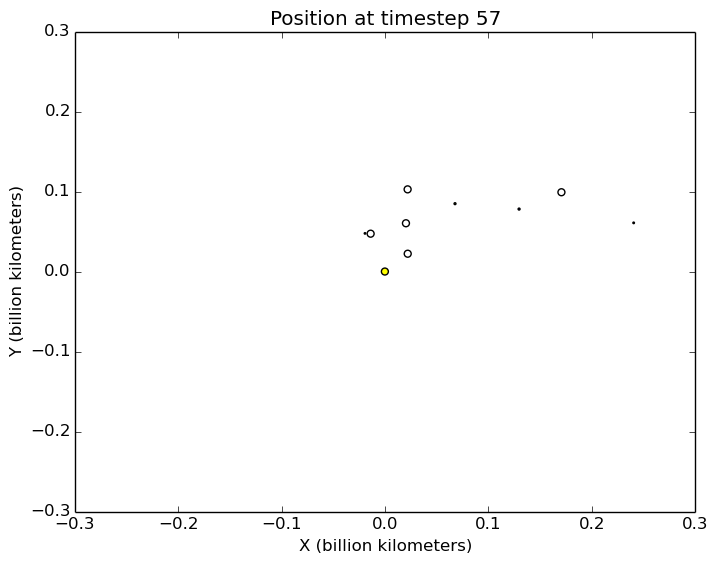 Position at timestep 57
0.3
0.2
0.1
0.0
−0.1
−0.2
−0.3
Y (billion kilometers)
−0.3 −0.2 −0.1 0.0 0.1 0.2 0.3
X (billion kilometers)